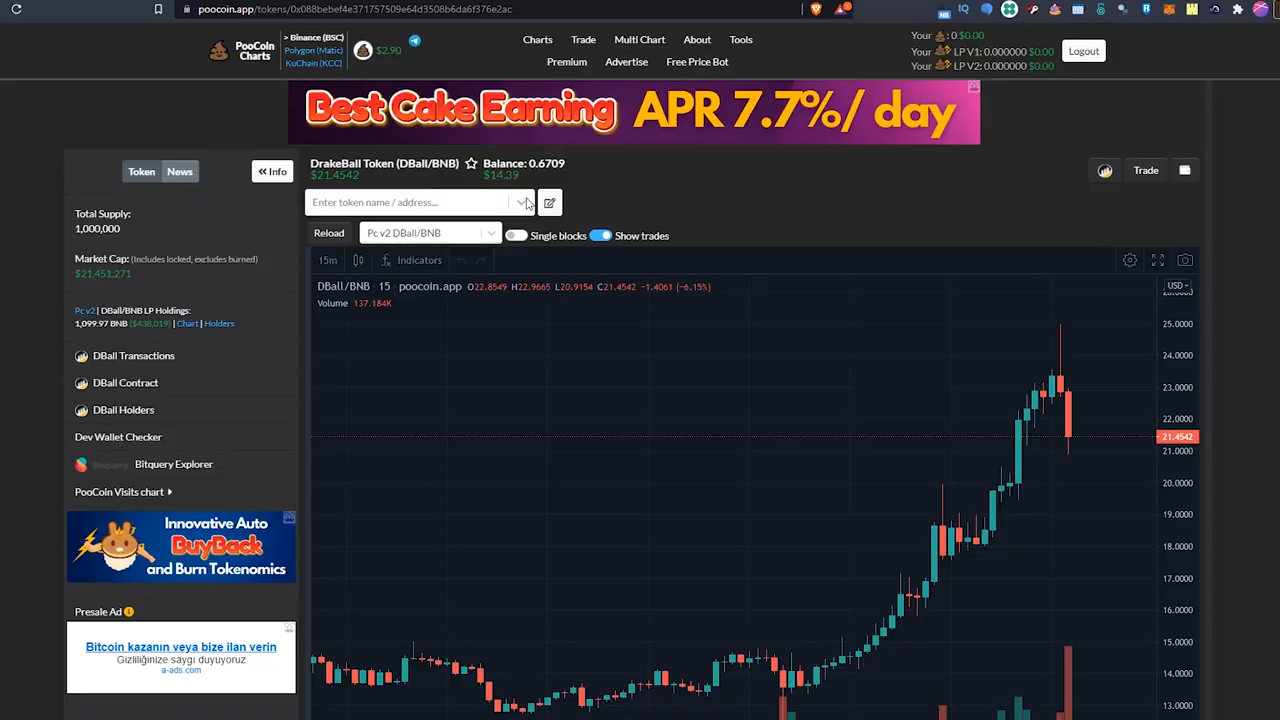 poocoin.app/tokens/0x088bebef4e3571757509e64d3508b6da6f376e2ac
PooCoin
Charts
> Binance (BSC)
Polygon (Matic)
KuChain (KCC)
$2.90
Charts
Trade
Multi Chart
About
Tools
Premium
Advertise
Free Price Bot
Your : 0 $0.00
Your LP V1: 0.000000 $0.00
Your LP V2: 0.000000 $0.00
Logout
Best Cake Earning APR 7.7%/ day
Token
News
Info
Total Supply:
1,000,000
Market Cap: (Includes locked, excludes burned)
$21,451,271
Pc v2 | DBall/BNB LP Holdings:
1,099.97 BNB ($438,019) | Chart | Holders
DBall Transactions
DBall Contract
DBall Holders
Dev Wallet Checker
Bitquery Explorer
PooCoin Visits chart
Innovative Auto
BuyBack
and Burn Tokenomics
Presale Ad
Bitcoin kazanın veya bize ilan verin
Gizliliğinize saygı duyuyoruz
a-ads.com
DrakeBall Token (DBall/BNB) Balance: 0.6709
$21.4542 $14.39
Trade
Enter token name / address...
Reload
Pc v2 DBall/BNB
Single blocks
Show trades
15m
Indicators
DBall/BNB · 15 · poocoin.app O22.8549 H22.9665 L20.9154 C21.4542 -1.4061 (-6.15%)
Volume 137.184K
USD
25.0000
24.0000
23.0000
22.0000
21.4542
21.0000
20.0000
19.0000
18.0000
17.0000
16.0000
15.0000
14.0000
13.0000